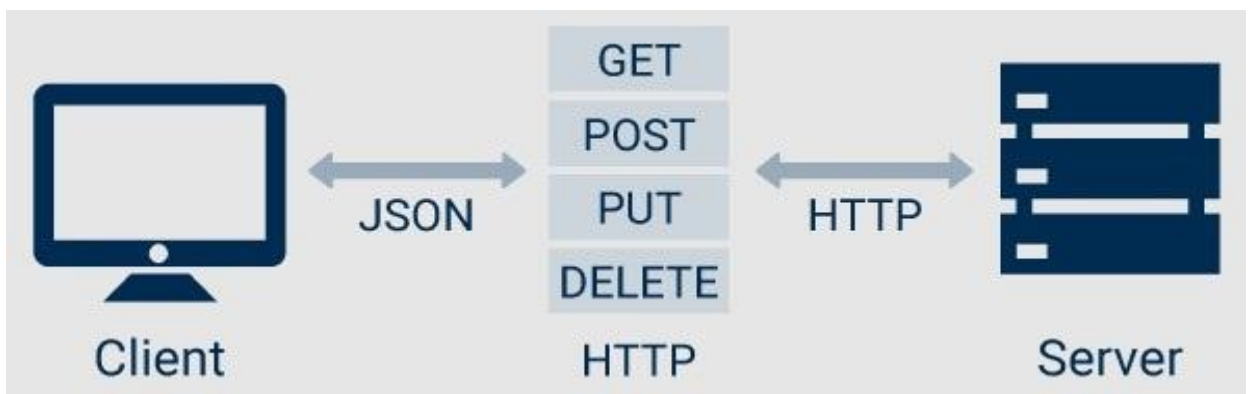 GET
POST
PUT
DELETE
JSON
HTTP
Client
HTTP
Server